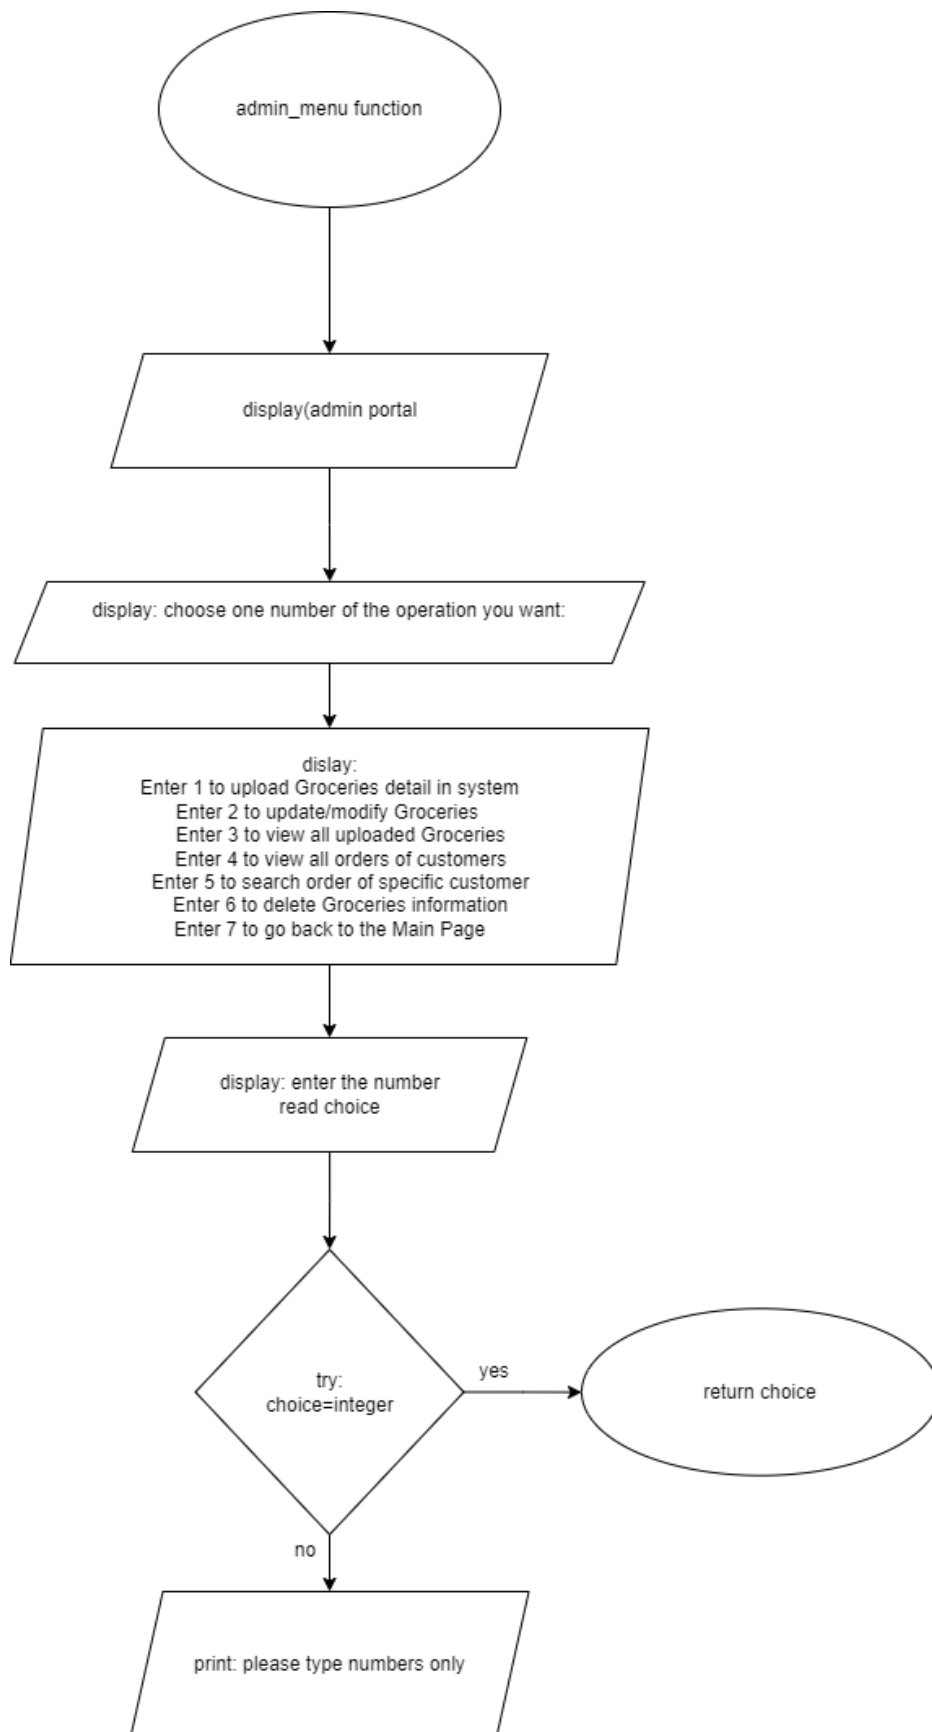 admin_menu function
display(admin portal
display: choose one number of the operation you want:
dislay:
Enter 1 to upload Groceries detail in system
Enter 2 to update/modify Groceries
Enter 3 to view all uploaded Groceries
Enter 4 to view all orders of customers
Enter 5 to search order of specific customer
Enter 6 to delete Groceries information
Enter 7 to go back to the Main Page
display: enter the number
read choice
try:
choice=integer
yes
return choice
no
print: please type numbers only